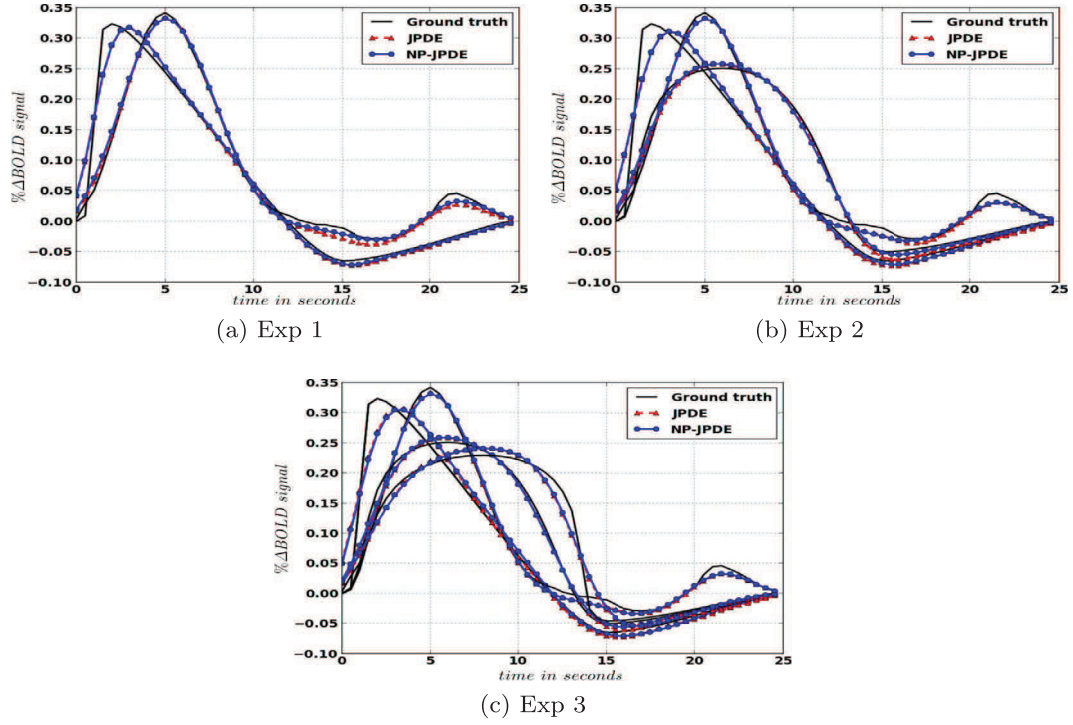 0.35
0.30
0.25
0.20
0.15
0.10
0.05
0.00
−0.05
−0.10
%ΔBOLD signal
Ground truth
JPDE
NP-JPDE
0 5 10 15 20 25
time in seconds
(a) Exp 1
0.35
0.30
0.25
0.20
0.15
0.10
0.05
0.00
−0.05
−0.10
%ΔBOLD signal
Ground truth
JPDE
NP-JPDE
0 5 10 15 20 25
time in seconds
(b) Exp 2
0.35
0.30
0.25
0.20
0.15
0.10
0.05
0.00
−0.05
−0.10
%ΔBOLD signal
Ground truth
JPDE
NP-JPDE
0 5 10 15 20 25
time in seconds
(c) Exp 3